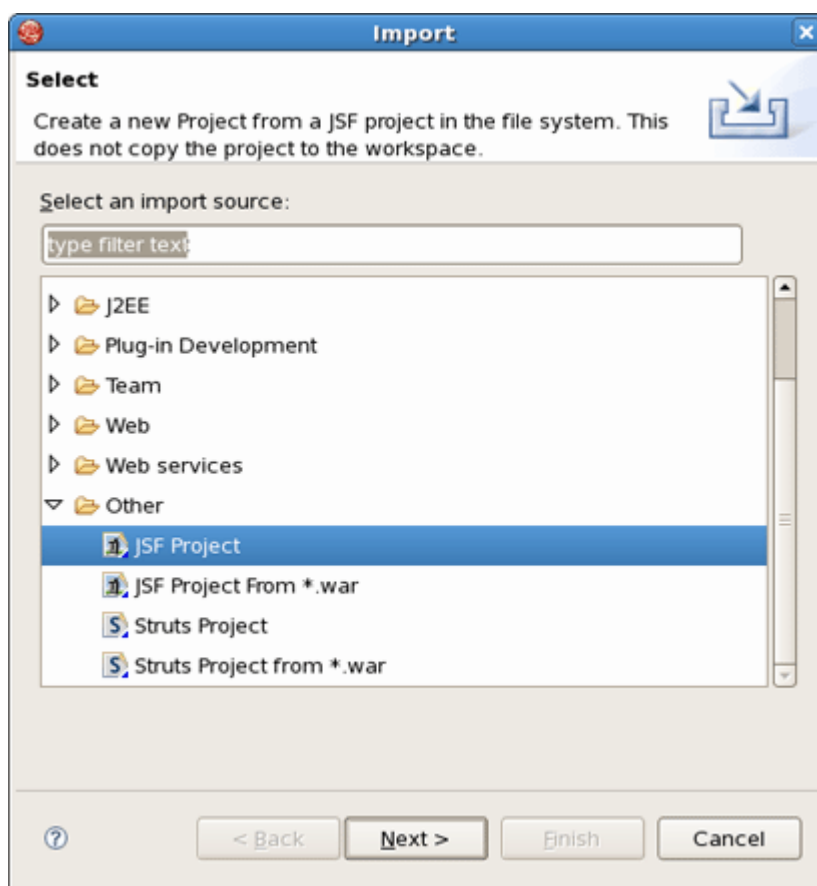 Import
Select
Create a new Project from a JSF project in the file system. This
does not copy the project to the workspace.
Select an import source:
type filter text
J2EE
Plug-in Development
Team
Web
Web services
Other
JSF Project
JSF Project From *.war
Struts Project
Struts Project from *.war
< Back Next > Finish Cancel